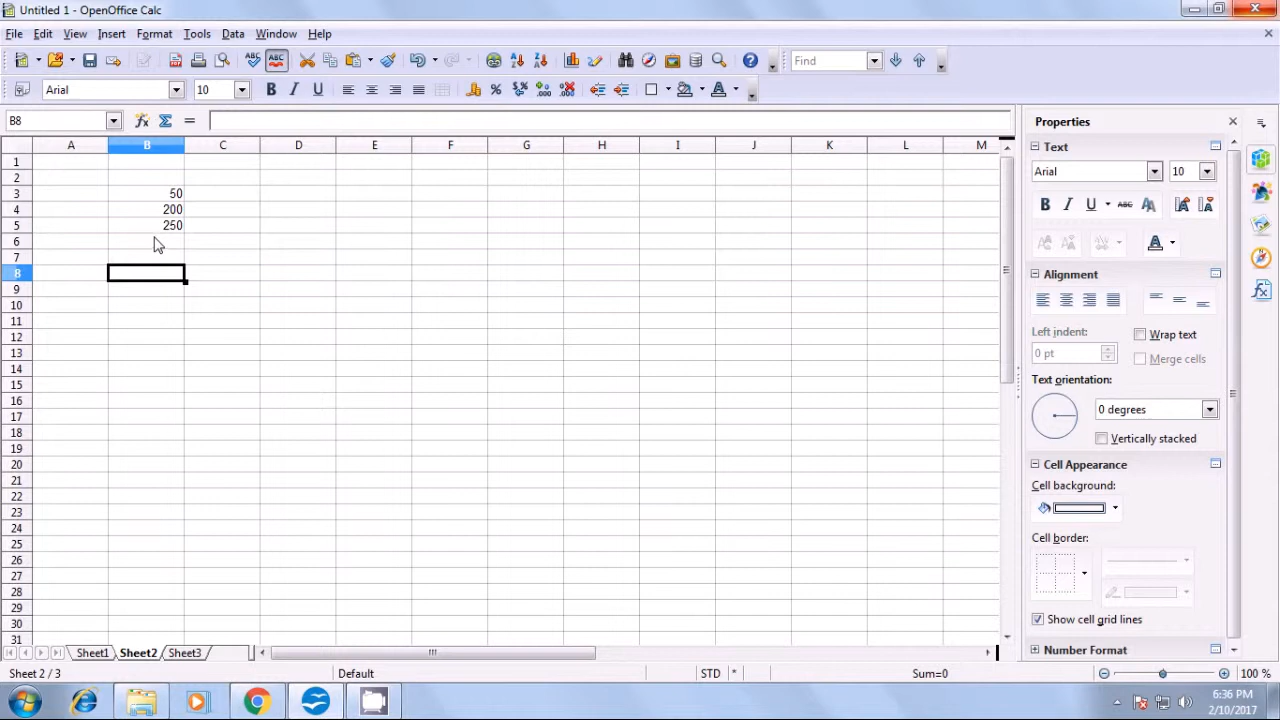 Untitled 1 - OpenOffice Calc
File Edit View Insert Format Tools Data Window Help
Find
Arial 10
B8
A B C D E F G H I J K L M
1
2
3 50
4 200
5 250
6
7
8
9
10
11
12
13
14
15
16
17
18
19
20
21
22
23
24
25
26
27
28
29
30
31
Properties
Text
Arial 10
Alignment
Left indent:
Wrap text
0 pt
Merge cells
Text orientation:
0 degrees
Vertically stacked
Cell Appearance
Cell background:
Cell border:
Show cell grid lines
Number Format
Sheet1 Sheet2 Sheet3
Sheet 2 / 3 Default STD * Sum=0 100 %
6:36 PM
2/10/2017